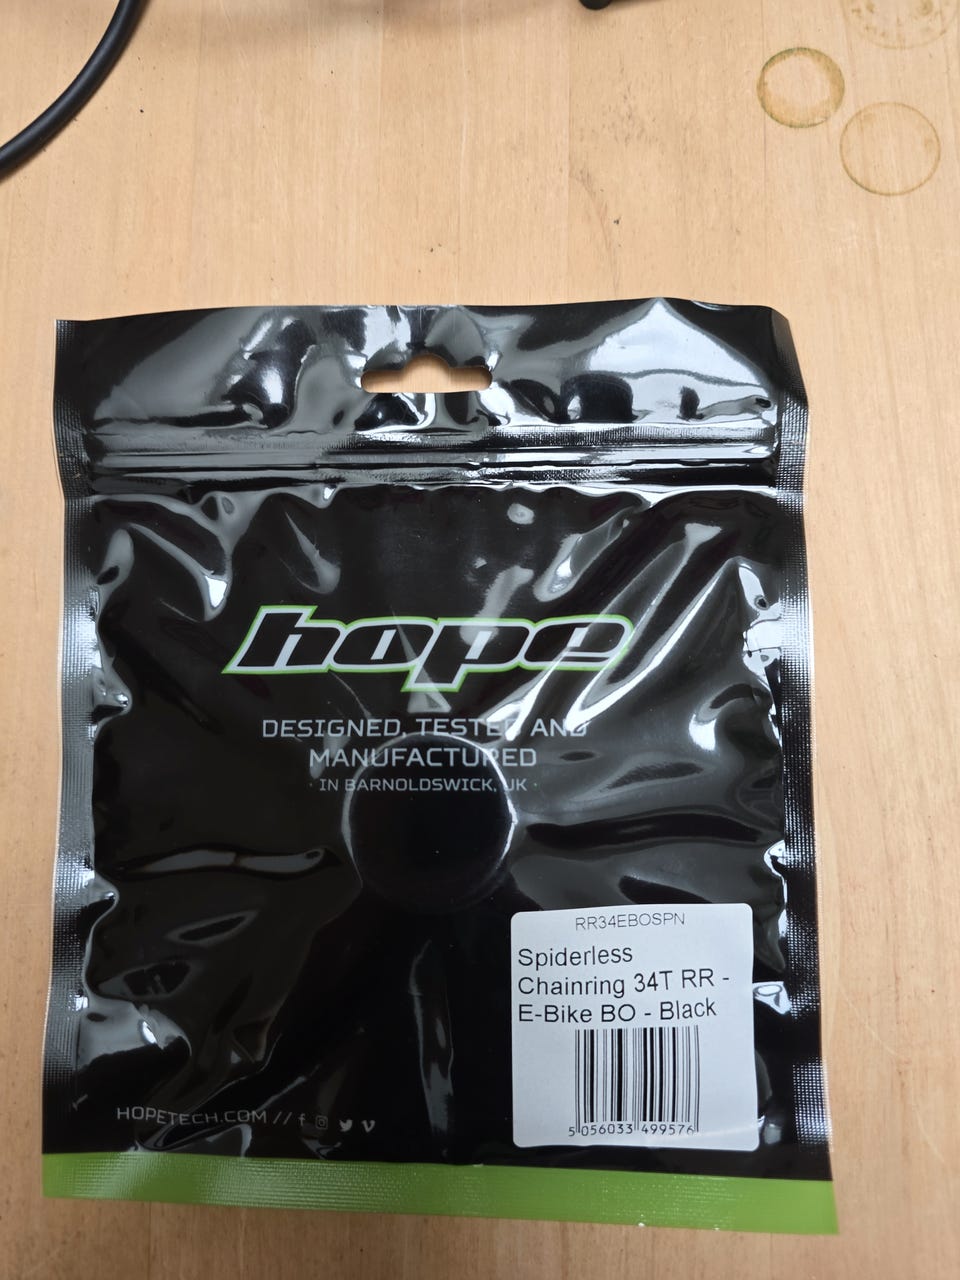 hope
DESIGNED, TESTED AND
MANUFACTURED
· IN BARNOLDSWICK, UK ·
RR34EBOSPN
Spiderless
Chainring 34T RR -
E-Bike BO - Black
5 056033 499576
HOPETECH.COM //